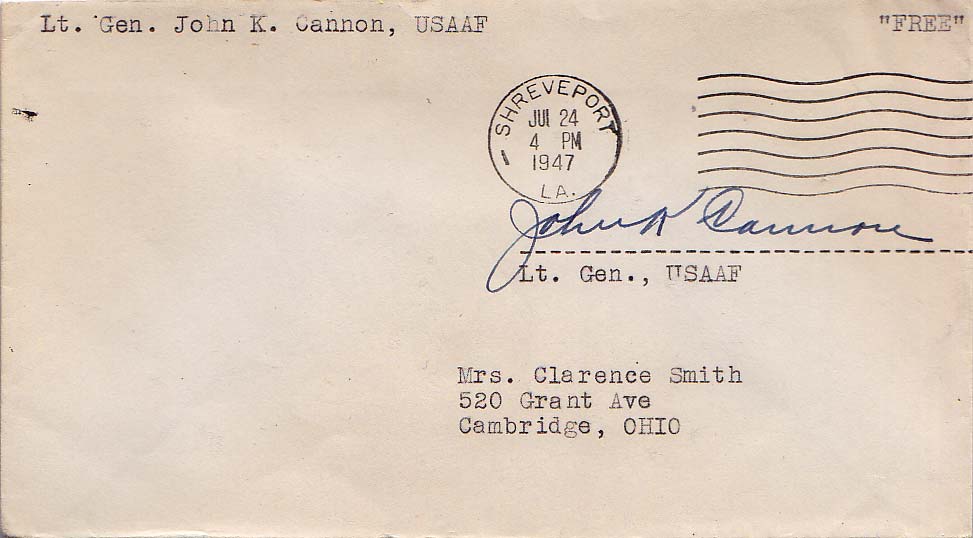 Lt. Gen. John K. Cannon, USAAF
"FREE"
SHREVEPORT
JUL 24
4 PM
1947
LA.
John K Cannon
Lt. Gen., USAAF
Mrs. Clarence Smith
520 Grant Ave
Cambridge, OHIO